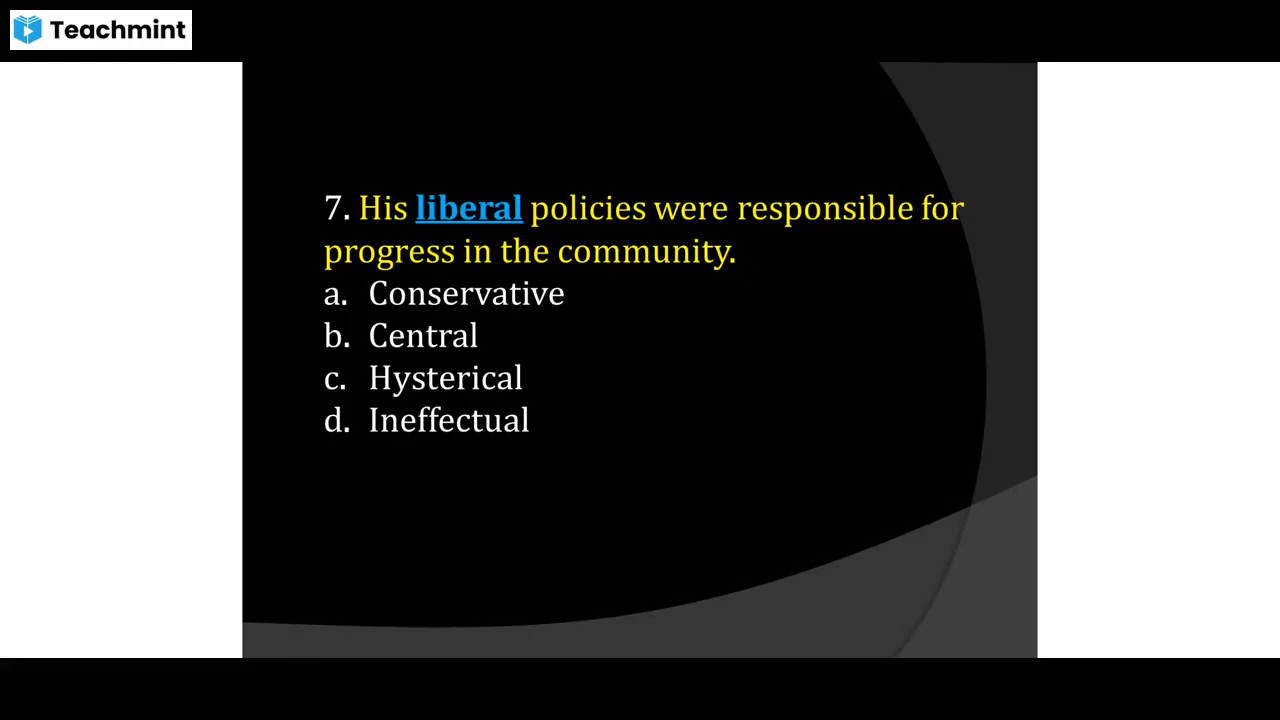 Teachmint
7. His liberal policies were responsible for
progress in the community.
a. Conservative
b. Central
c. Hysterical
d. Ineffectual